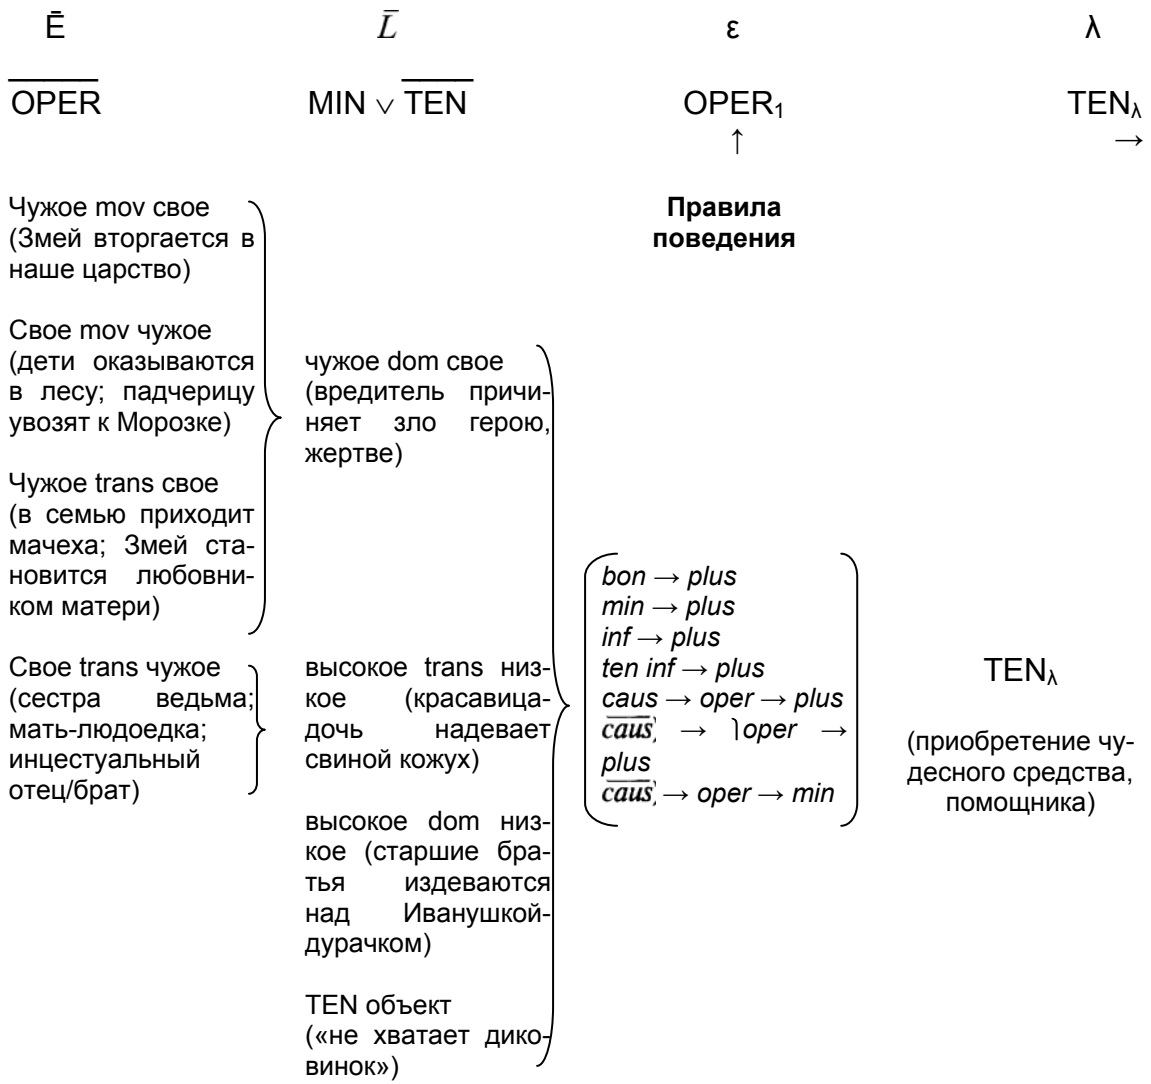 Ē L̅ ε λ
O̅P̅E̅R̅ MIN ∨ T̅E̅N̅ OPER₁ TENλ
↑ →
Чужое mov свое
(Змей вторгается в
наше царство)
Свое mov чужое
(дети оказываются
в лесу; падчерицу
увозят к Морозке)
Чужое trans свое
(в семью приходит
мачеха; Змей ста-
новится любовни-
ком матери)
Свое trans чужое
(сестра ведьма;
мать-людоедка;
инцестуальный
отец/брат)
чужое dom свое
(вредитель причи-
няет зло герою,
жертве)
высокое trans низ-
кое (красавица-
дочь надевает
свиной кожух)
высокое dom низ-
кое (старшие бра-
тья издеваются
над Иванушкой-
дурачком)
TEN объект
(«не хватает дико-
винок»)
Правила
поведения
bon → plus
min → plus
inf → plus
ten inf → plus
caus → oper → plus
c̅a̅u̅s̅) → ⌉oper →
plus
c̅a̅u̅s̅) → oper → min
TENλ
(приобретение чу-
десного средства,
помощника)